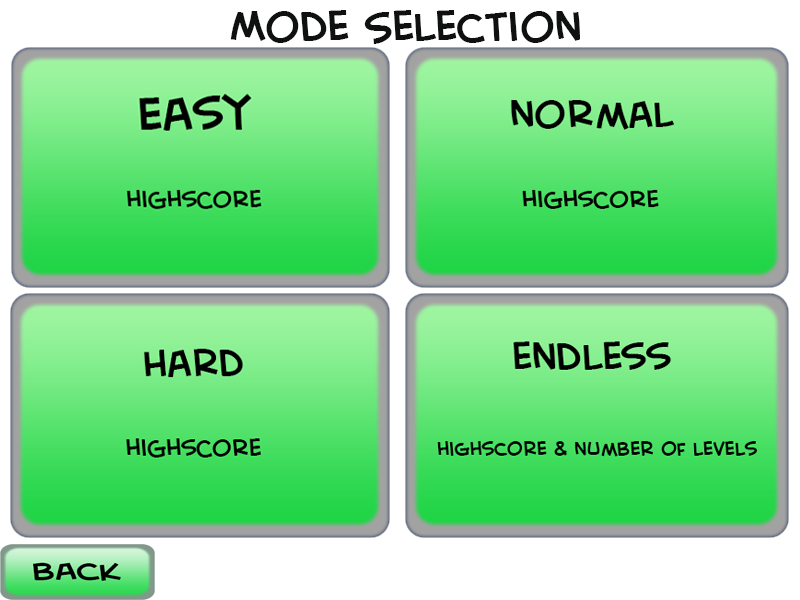 MODE SELECTION
EASY
HIGHSCORE
NORMAL
HIGHSCORE
HARD
HIGHSCORE
ENDLESS
HIGHSCORE & NUMBER OF LEVELS
BACK